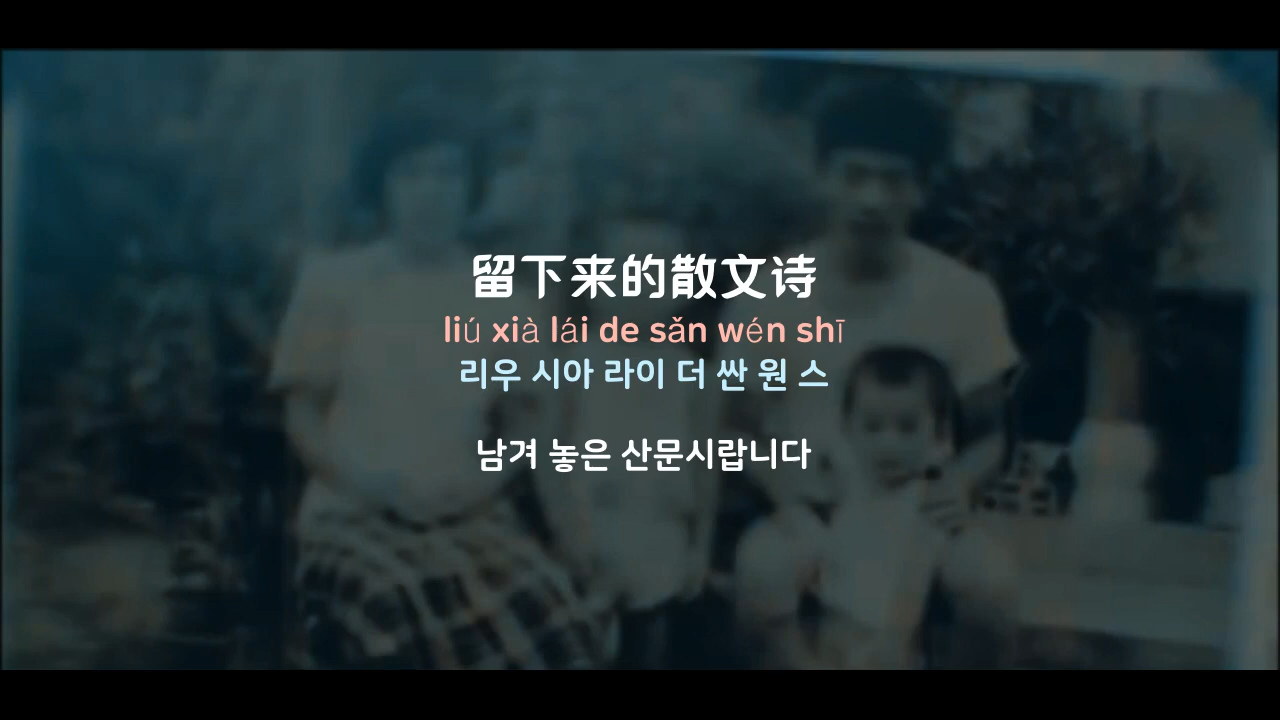 留下来的散文诗
liú xià lái de sǎn wén shī
리우 시아 라이 더 싼 원 스
남겨 놓은 산문시랍니다